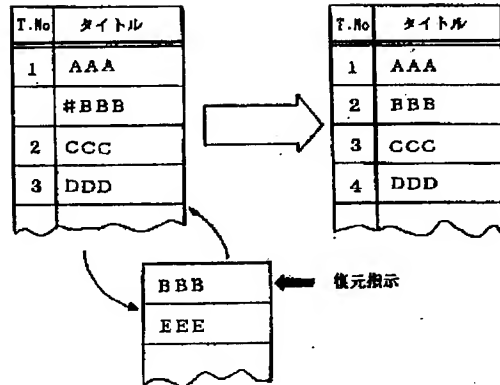 T.No タイトル
1 AAA
#BBB
2 CCC
3 DDD
T.No タイトル
1 AAA
2 BBB
3 CCC
4 DDD
BBB
EEE
復元指示